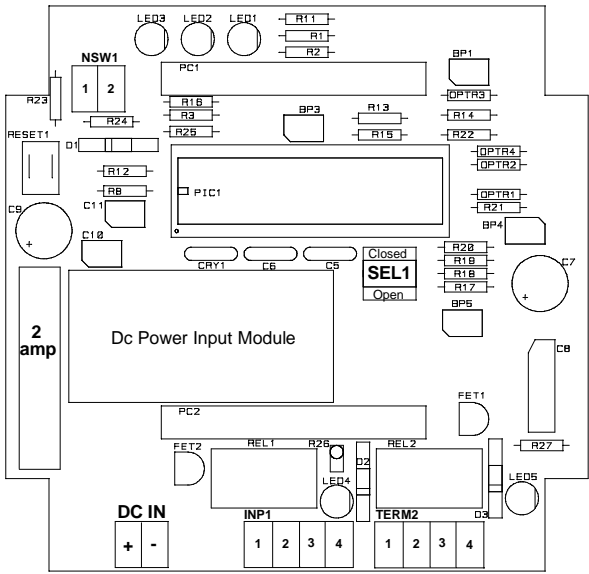 LED3 LED2 LED1
R11
R1
R2
NSW1
1 2
PC1
BP1
R23
R16
R3
R25
R24
BP3
R13
R15
OPTR3
R14
R22
RESET1
D1
OPTR4
OPTR2
R12
R8
PIC1
OPTR1
R21
C9
C11
BP4
+
C10
CRY1 C6 C5
Closed
SEL1
Open
R20
R19
R18
R17
C7
+
BP5
2
amp
Dc Power Input Module
C8
FET1
PC2
FET2
REL1
R26
REL2
R27
D2
LED4
LED5
D3
DC IN
+ -
INP1
1 2 3 4
TERM2
1 2 3 4